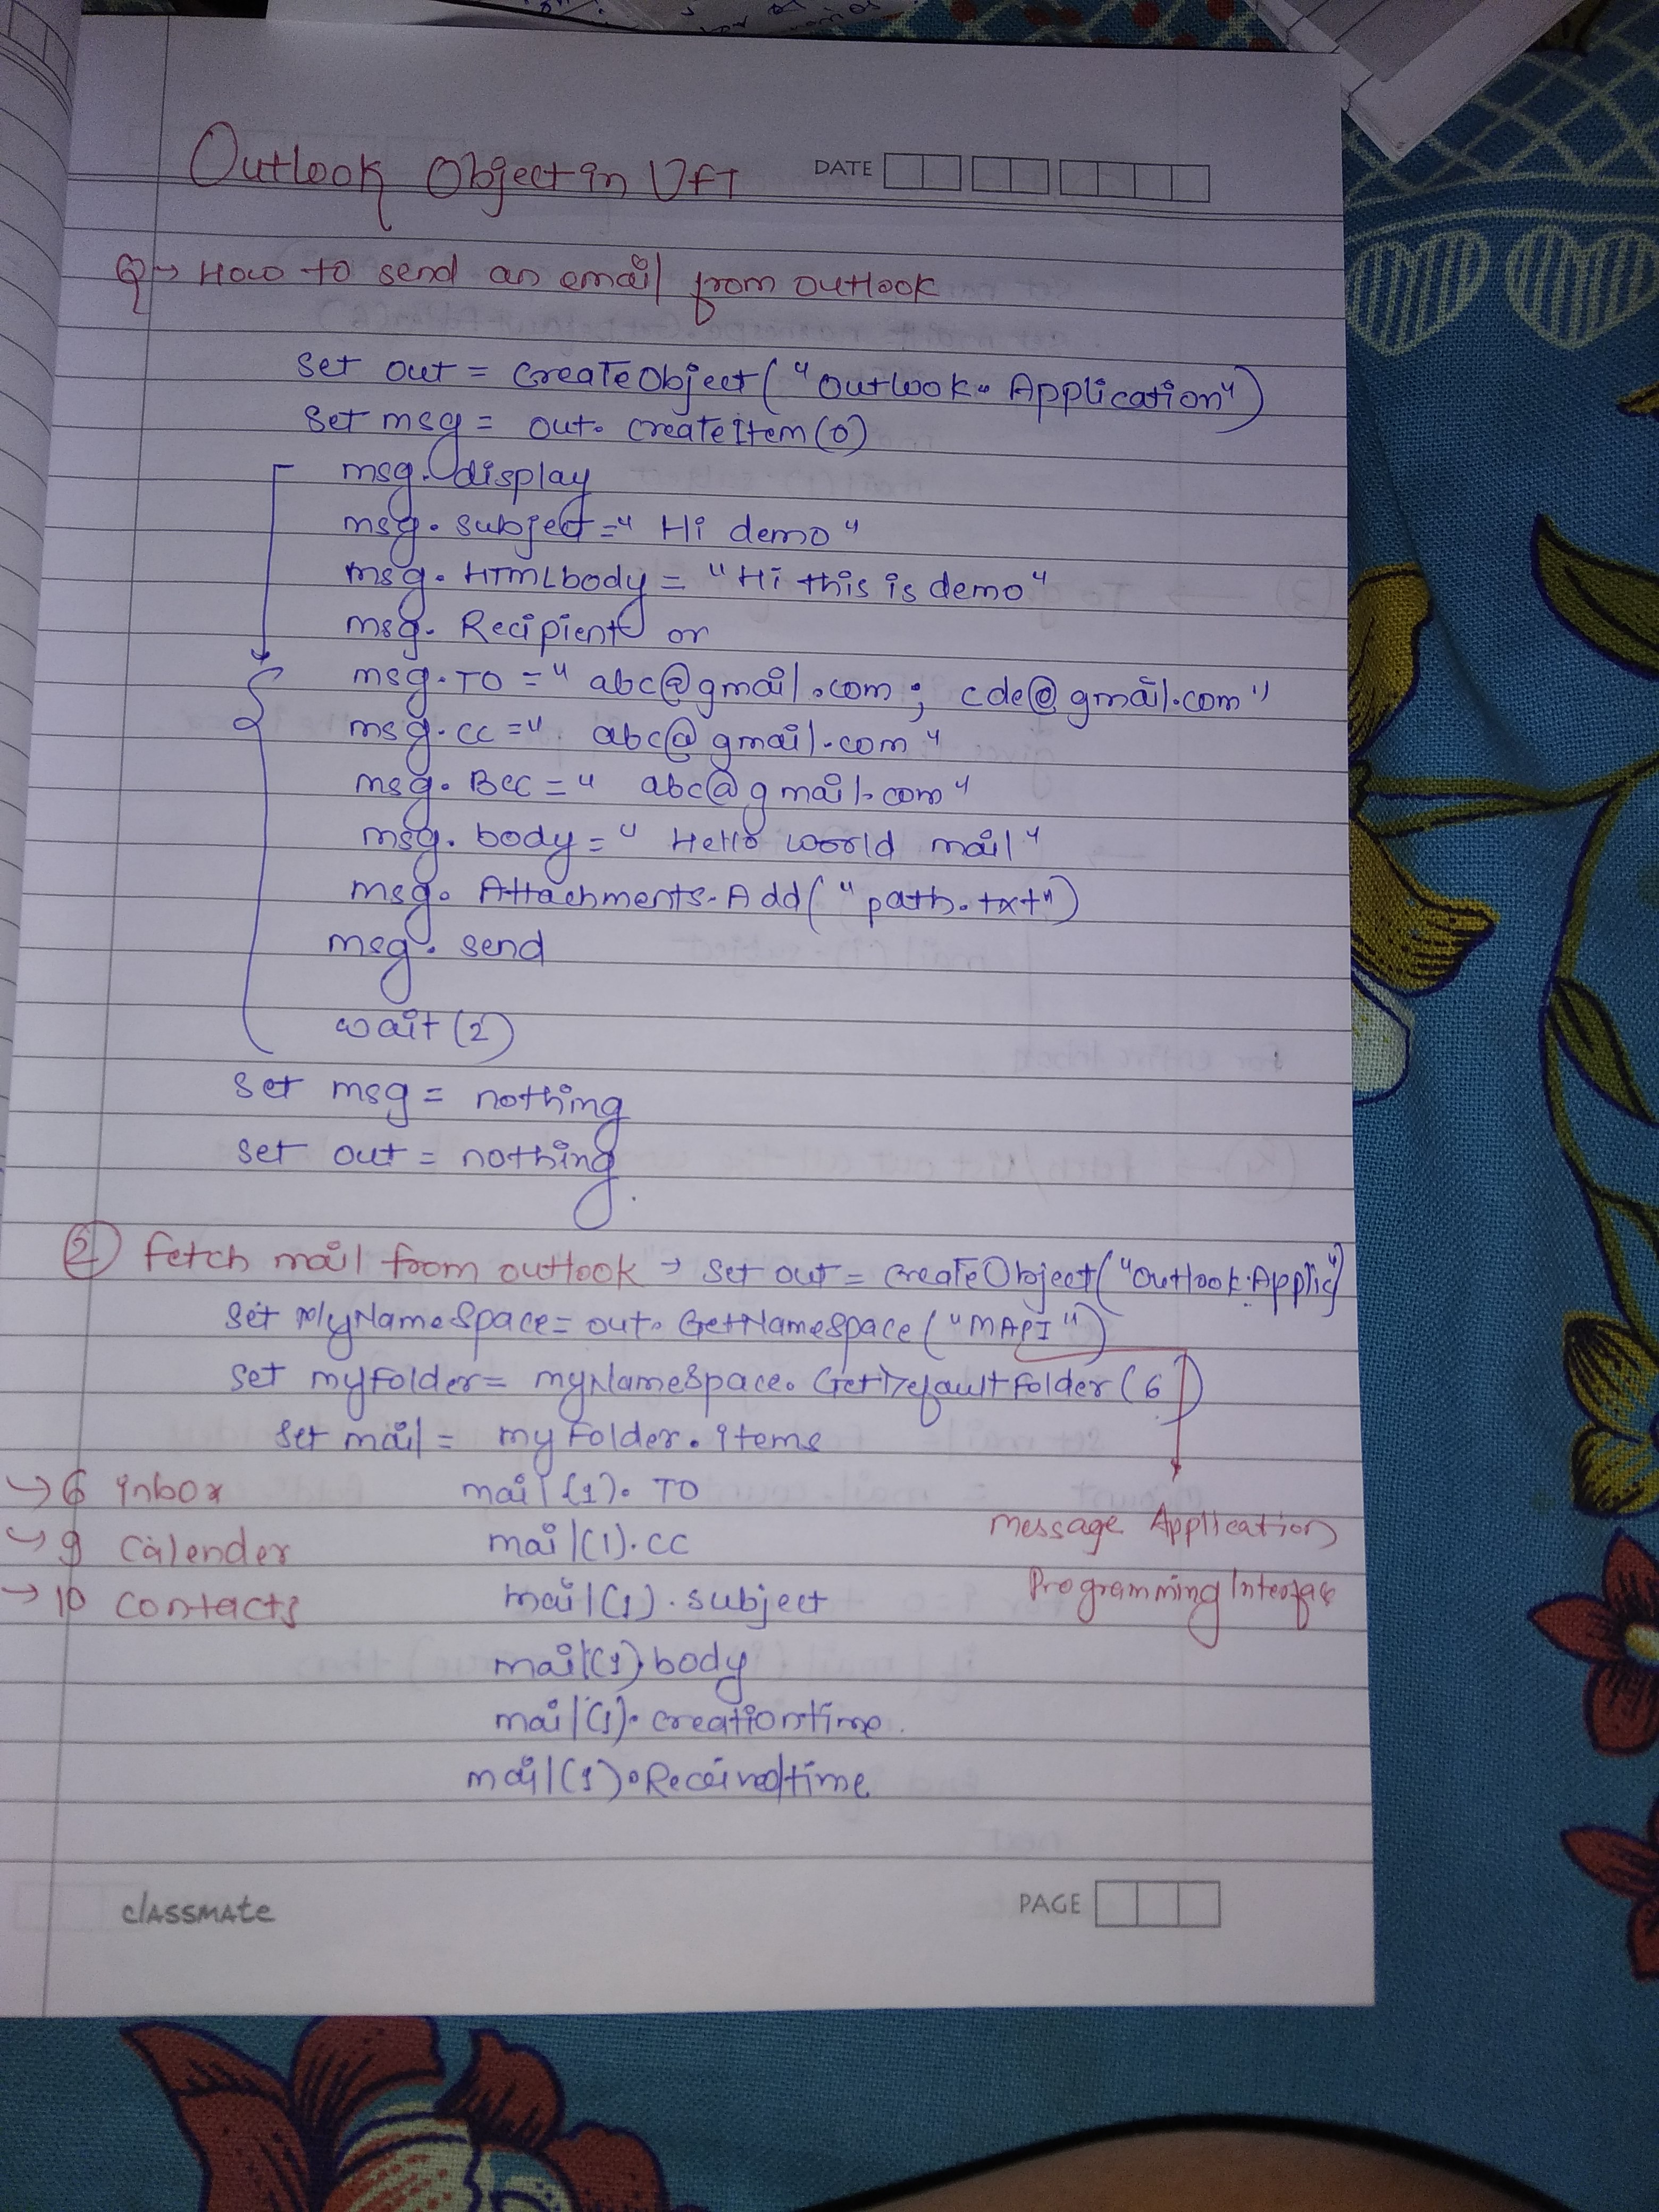 Outlook Object in UFT DATE
Q→ How to send an email from outlook
set out = createObject("outlook. Application")
set msg = out. createitem(0)
msg. display
msg. subject = "Hi demo"
msg. HTMLbody = "Hi this is demo"
msg. Recipient or
msg. TO = "abc@gmail.com; cde@gmail.com"
msg. cc = "abc@gmail.com"
msg. Bcc = "abc@gmail.com"
msg. body = "Hello world mail"
msg. Attachments.Add("path.txt")
msg. send
wait(2)
set msg = nothing
set out = nothing.
② fetch mail from outlook → set out = createObject("outlook.Applic")
set MyNameSpace = out. GetNameSpace("MAPI")
set myfolder = myNameSpace. GetDefaultfolder(6)
set mail = myfolder. items
→ 6 inbox mail(1). TO
→ 9 calender mail(1).cc
→ 10 contacts mail(1).subject
message Application
Programming Interface
mail(1).body
mail(1). creationtime.
mail(1).Receivedtime
classmate PAGE